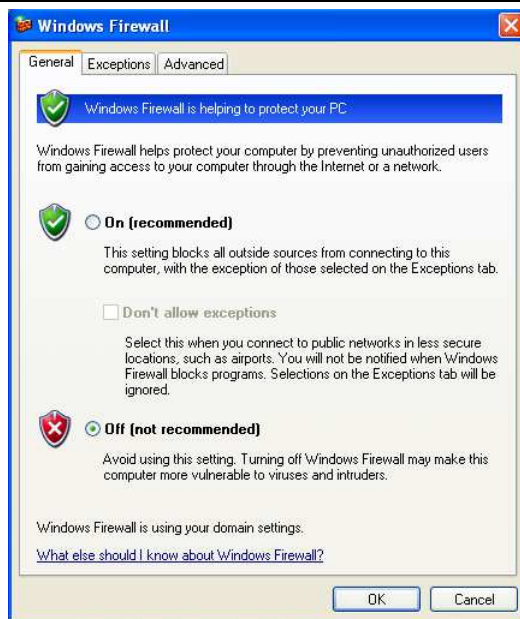 Windows Firewall
General Exceptions Advanced
Windows Firewall is helping to protect your PC
Windows Firewall helps protect your computer by preventing unauthorized users
from gaining access to your computer through the Internet or a network.
On (recommended)
This setting blocks all outside sources from connecting to this
computer, with the exception of those selected on the Exceptions tab.
Don't allow exceptions
Select this when you connect to public networks in less secure
locations, such as airports. You will not be notified when Windows
Firewall blocks programs. Selections on the Exceptions tab will be
ignored.
Off (not recommended)
Avoid using this setting. Turning off Windows Firewall may make this
computer more vulnerable to viruses and intruders.
Windows Firewall is using your domain settings.
What else should I know about Windows Firewall?
OK Cancel